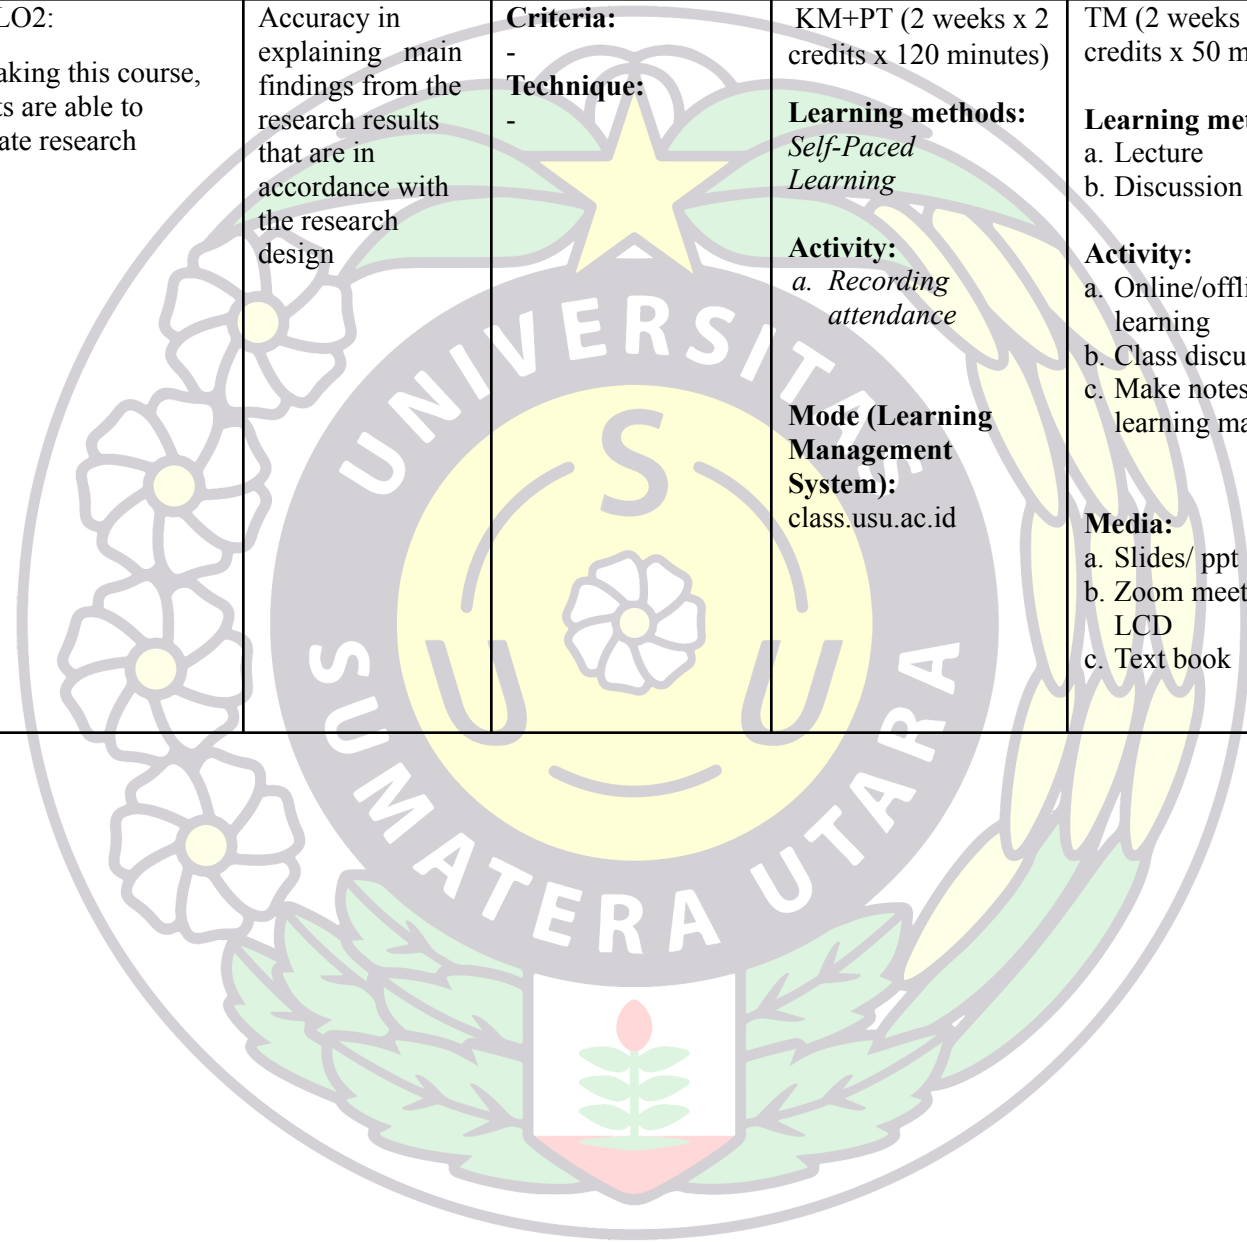 LO2:
aking this course,
ts are able to
ate research
Accuracy in
explaining main
findings from the
research results
that are in
accordance with
the research
design
Criteria:
-
Technique:
-
KM+PT (2 weeks x 2
credits x 120 minutes)
Learning methods:
Self-Paced
Learning
Activity:
a. Recording
attendance
Mode (Learning
Management
System):
class.usu.ac.id
TM (2 weeks
credits x 50 m
Learning met
a. Lecture
b. Discussion
Activity:
a. Online/offli
learning
b. Class discu
c. Make notes
learning ma
Media:
a. Slides/ ppt
b. Zoom meet
LCD
c. Text book
UNIVERSITAS
SUMATERA UTARA
S
U U